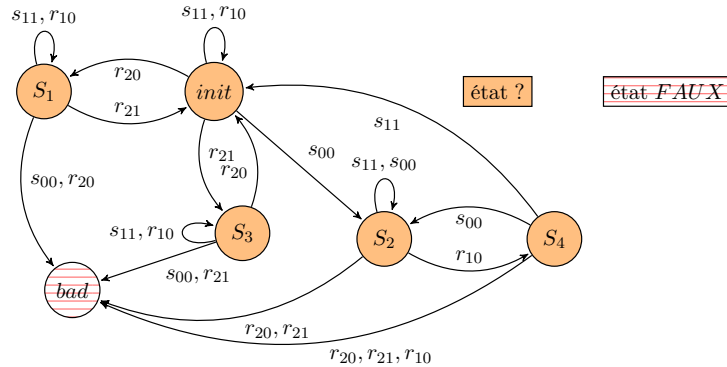 s11, r10
s11, r10
r20
S1
init
état ?
état FAUX
r21
s11
s00
r21
r20
s11, s00
s00, r20
s11, r10
S3
s00
S2
S4
r10
s00, r21
bad
r20, r21
r20, r21, r10